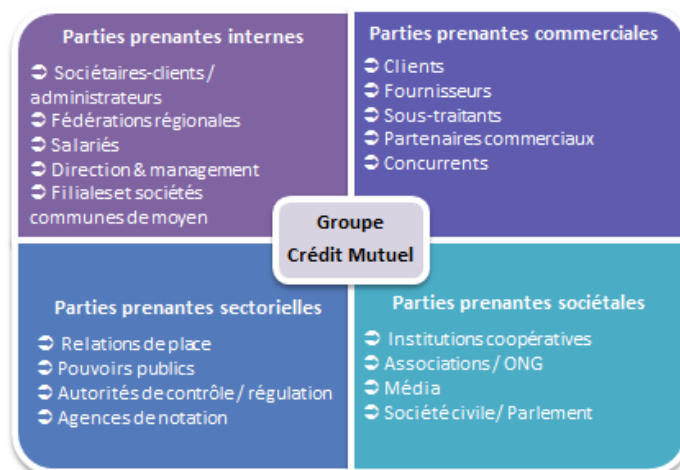 Parties prenantes internes
➲ Sociétaires-clients /
administrateurs
➲ Fédérations régionales
➲ Salariés
➲ Direction & management
➲ Filiales et sociétés
communes de moyen
Parties prenantes commerciales
➲ Clients
➲ Fournisseurs
➲ Sous-traitants
➲ Partenaires commerciaux
➲ Concurrents
Groupe
Crédit Mutuel
Parties prenantes sectorielles
➲ Relations de place
➲ Pouvoirs publics
➲ Autorités de contrôle / régulation
➲ Agences de notation
Parties prenantes sociétales
➲ Institutions coopératives
➲ Associations / ONG
➲ Média
➲ Société civile / Parlement